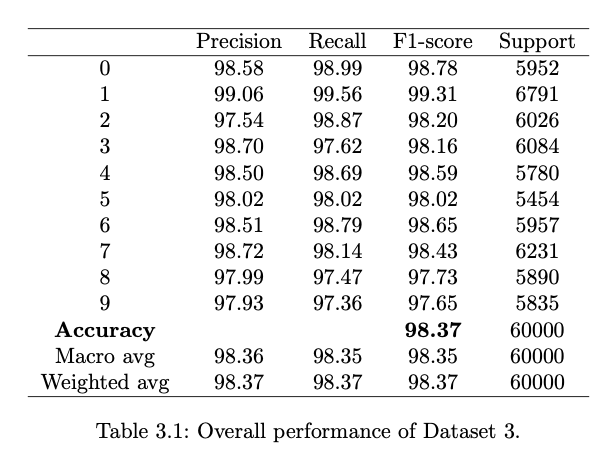 Precision Recall F1-score Support
0 98.58 98.99 98.78 5952
1 99.06 99.56 99.31 6791
2 97.54 98.87 98.20 6026
3 98.70 97.62 98.16 6084
4 98.50 98.69 98.59 5780
5 98.02 98.02 98.02 5454
6 98.51 98.79 98.65 5957
7 98.72 98.14 98.43 6231
8 97.99 97.47 97.73 5890
9 97.93 97.36 97.65 5835
Accuracy 98.37 60000
Macro avg 98.36 98.35 98.35 60000
Weighted avg 98.37 98.37 98.37 60000
Table 3.1: Overall performance of Dataset 3.